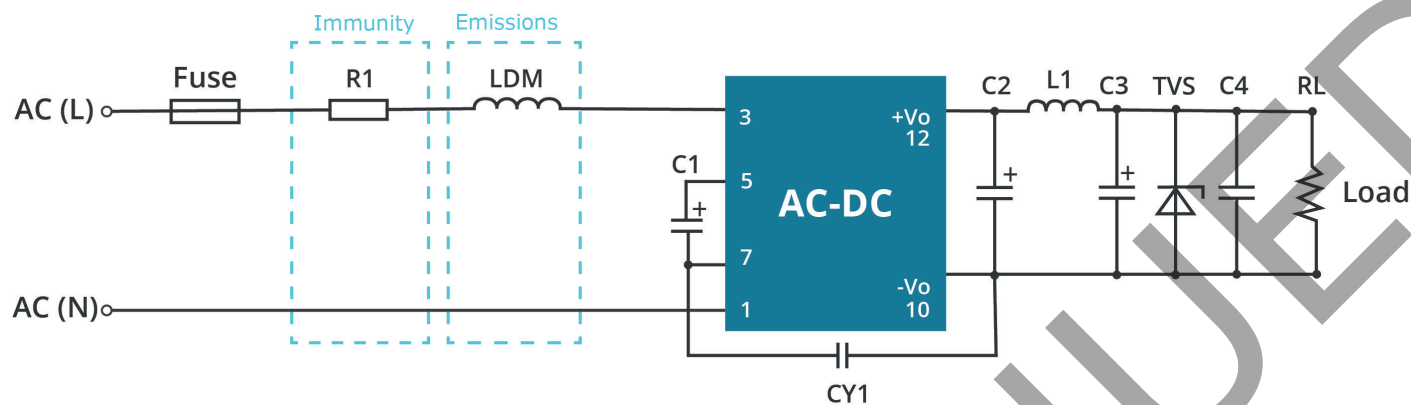 Immunity
Emissions
Fuse
R1
LDM
C2
L1
C3
TVS
C4
RL
AC (L)
3
+Vo
12
C1
+
5
+
+
AC-DC
Load
7
-Vo
AC (N)
1
10
CY1